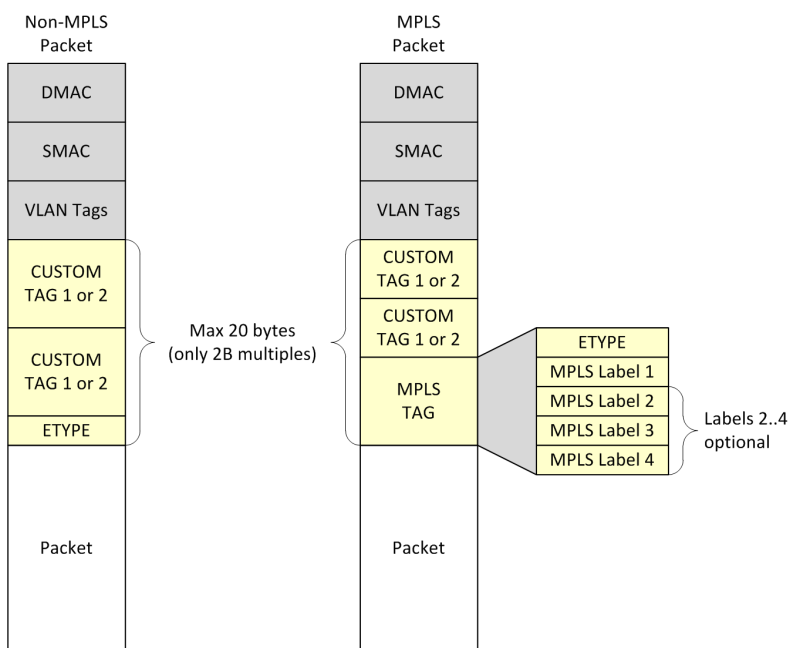 Non-MPLS
Packet
DMAC
SMAC
VLAN Tags
CUSTOM
TAG 1 or 2
CUSTOM
TAG 1 or 2
ETYPE
Packet
Max 20 bytes
(only 2B multiples)
MPLS
Packet
DMAC
SMAC
VLAN Tags
CUSTOM
TAG 1 or 2
CUSTOM
TAG 1 or 2
MPLS
TAG
Packet
ETYPE
MPLS Label 1
MPLS Label 2
MPLS Label 3
MPLS Label 4
Labels 2..4
optional